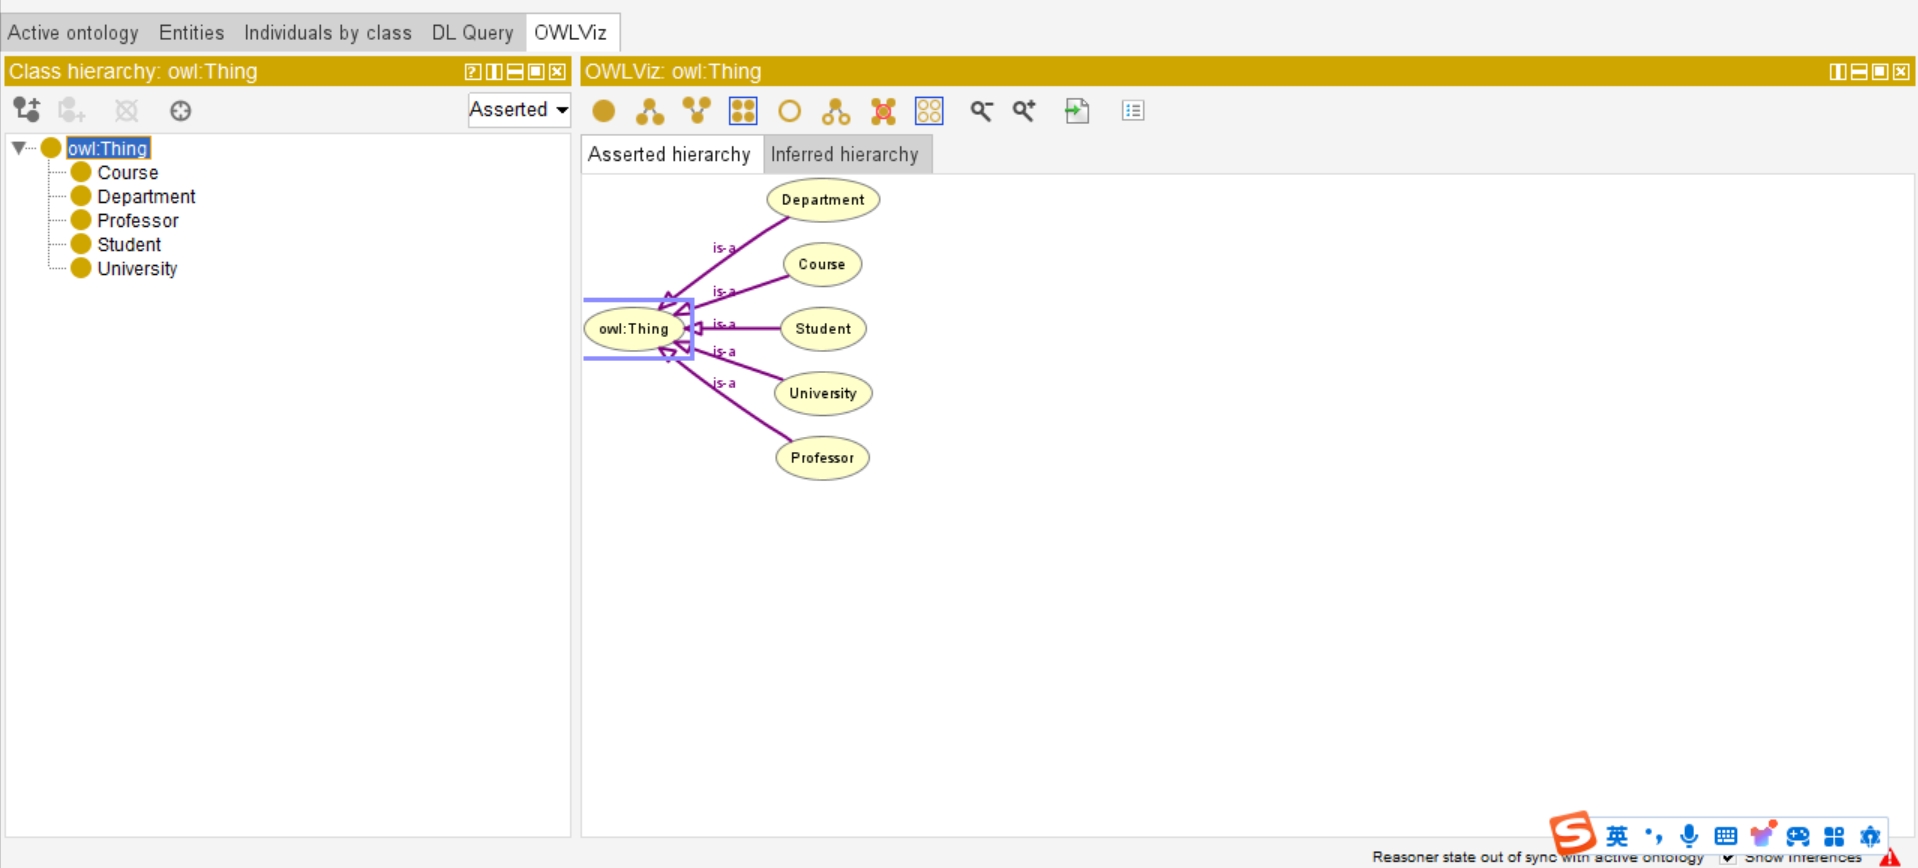 Active ontology Entities Individuals by class DL Query OWLViz
Class hierarchy: owl:Thing
Asserted
owl:Thing
Course
Department
Professor
Student
University
OWLViz: owl:Thing
Asserted hierarchy Inferred hierarchy
Department
is-a
Course
is-a
owl:Thing
is-a
Student
is-a
University
is-a
Professor
英
Reasoner state out of sync with active ontology Show Inferences